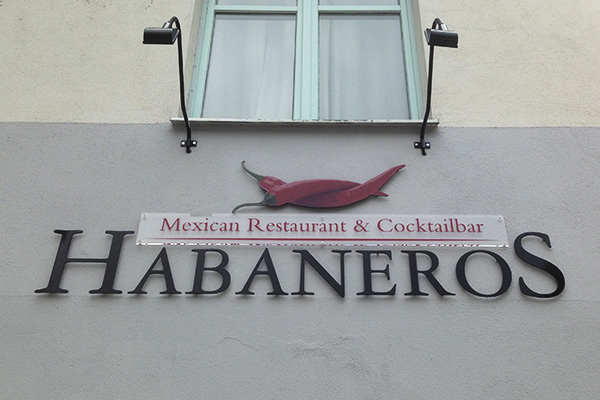 Mexican Restaurant & Cocktailbar
HABANEROS